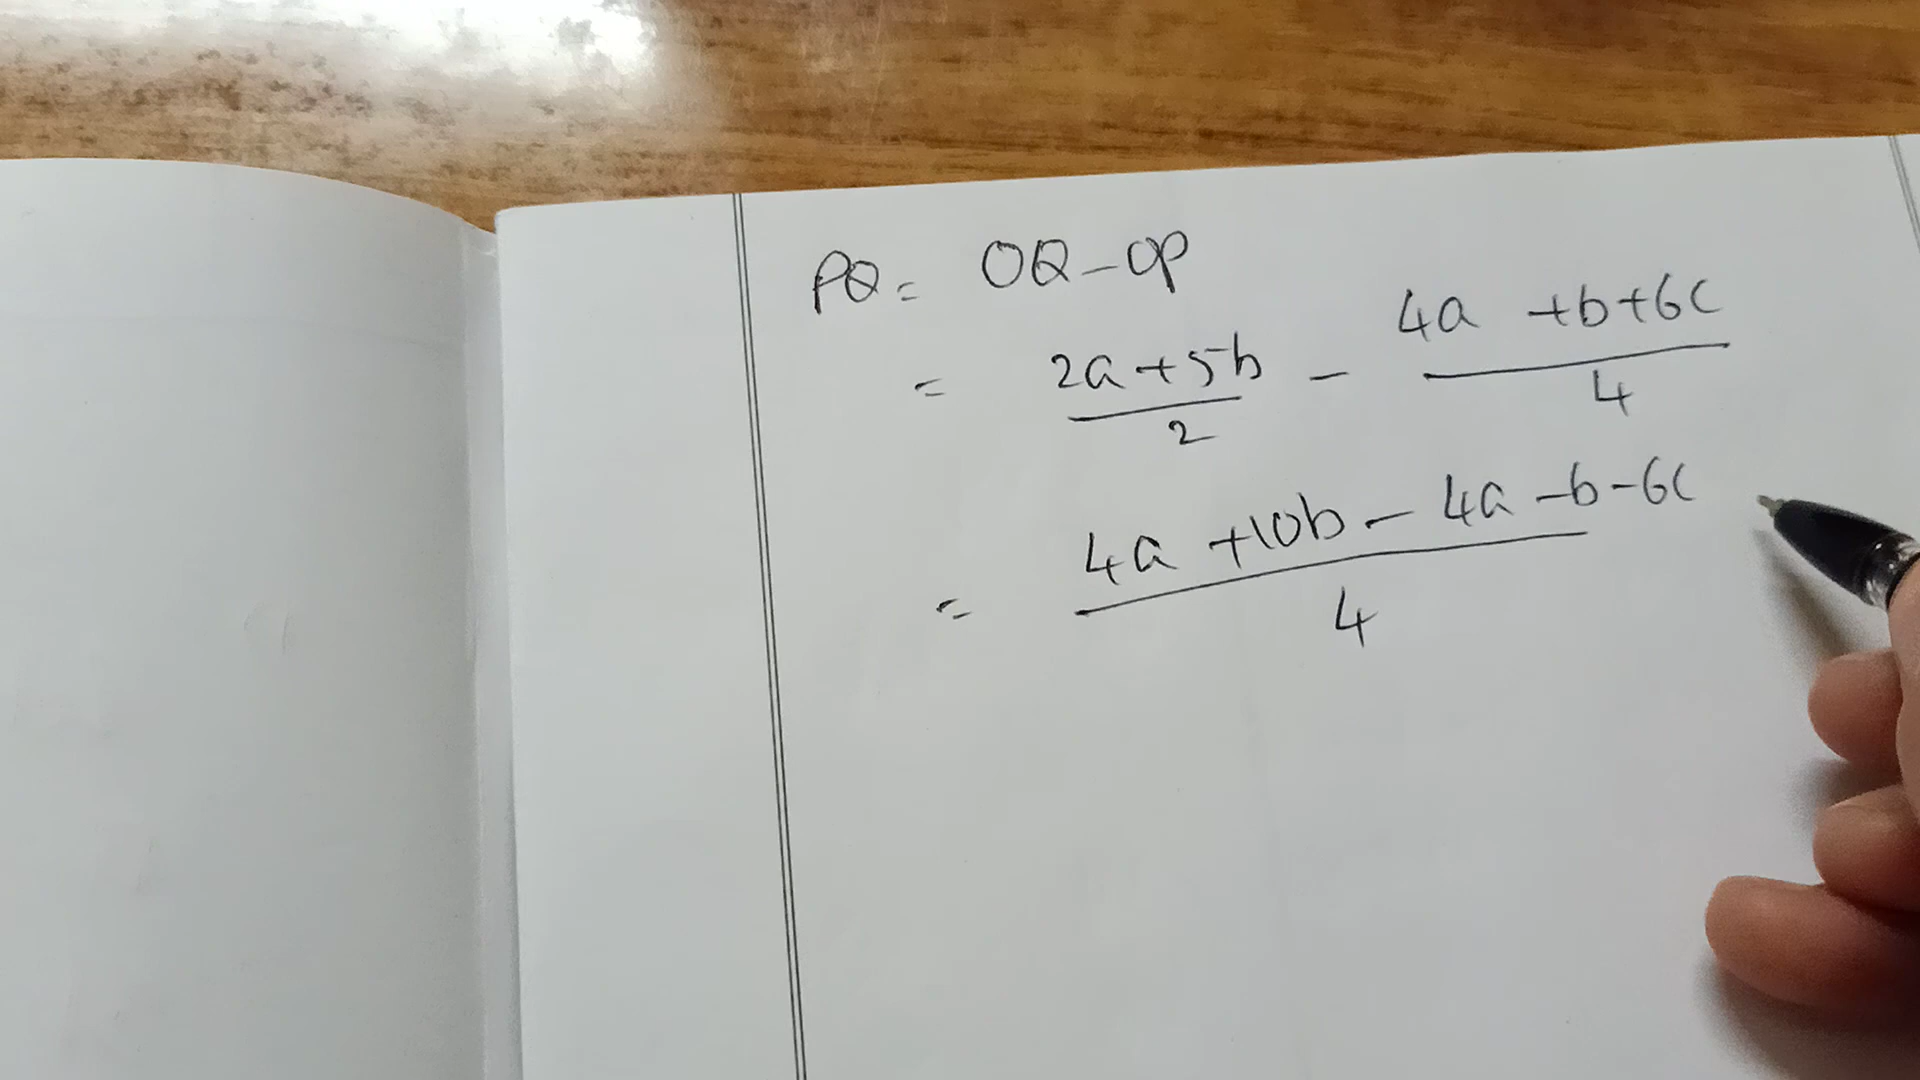 PQ = OQ - OP
= 2a+5b/2 - 4a +b+6c/4
= 4a +10b - 4a -b-6c/4